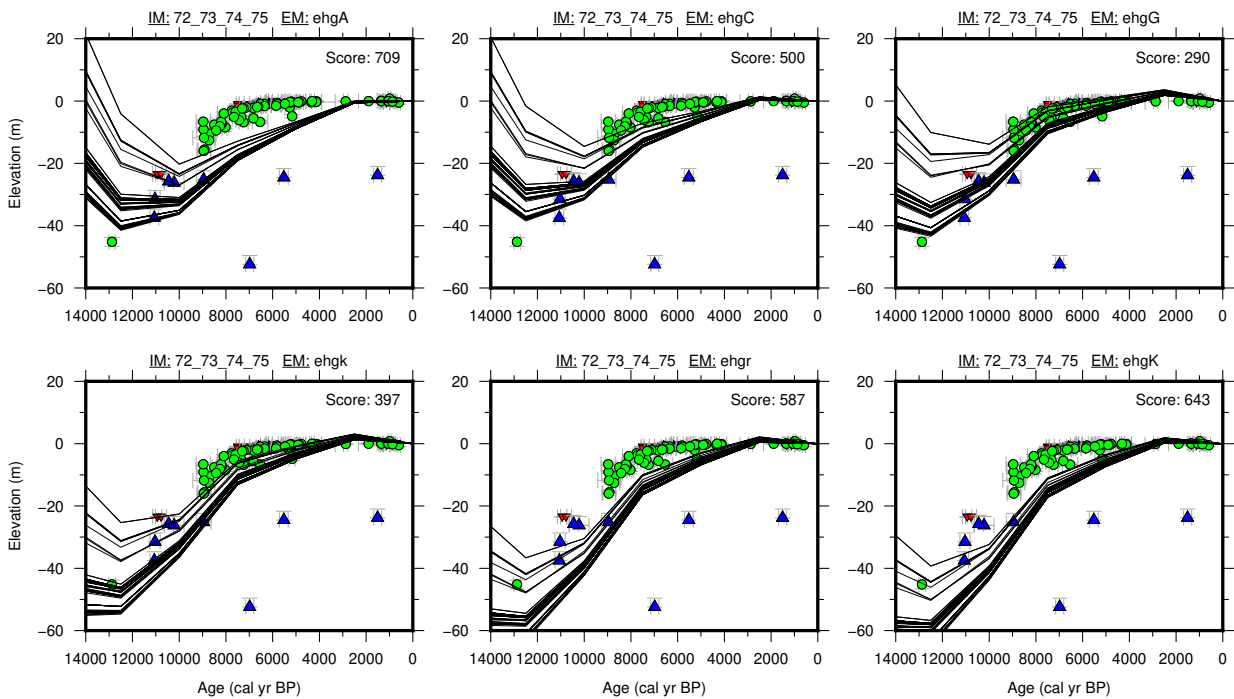 IM: 72_73_74_75 EM: ehgA
IM: 72_73_74_75 EM: ehgC
IM: 72_73_74_75 EM: ehgG
Score: 709
Score: 500
Score: 290
20
0
−20
−40
−60
Elevation (m)
14000 12000 10000 8000 6000 4000 2000 0
20
0
−20
−40
−60
14000 12000 10000 8000 6000 4000 2000 0
20
0
−20
−40
−60
14000 12000 10000 8000 6000 4000 2000 0
IM: 72_73_74_75 EM: ehgk
IM: 72_73_74_75 EM: ehgr
IM: 72_73_74_75 EM: ehgK
Score: 397
Score: 587
Score: 643
20
0
−20
−40
−60
Elevation (m)
14000 12000 10000 8000 6000 4000 2000 0
Age (cal yr BP)
20
0
−20
−40
−60
14000 12000 10000 8000 6000 4000 2000 0
Age (cal yr BP)
20
0
−20
−40
−60
14000 12000 10000 8000 6000 4000 2000 0
Age (cal yr BP)